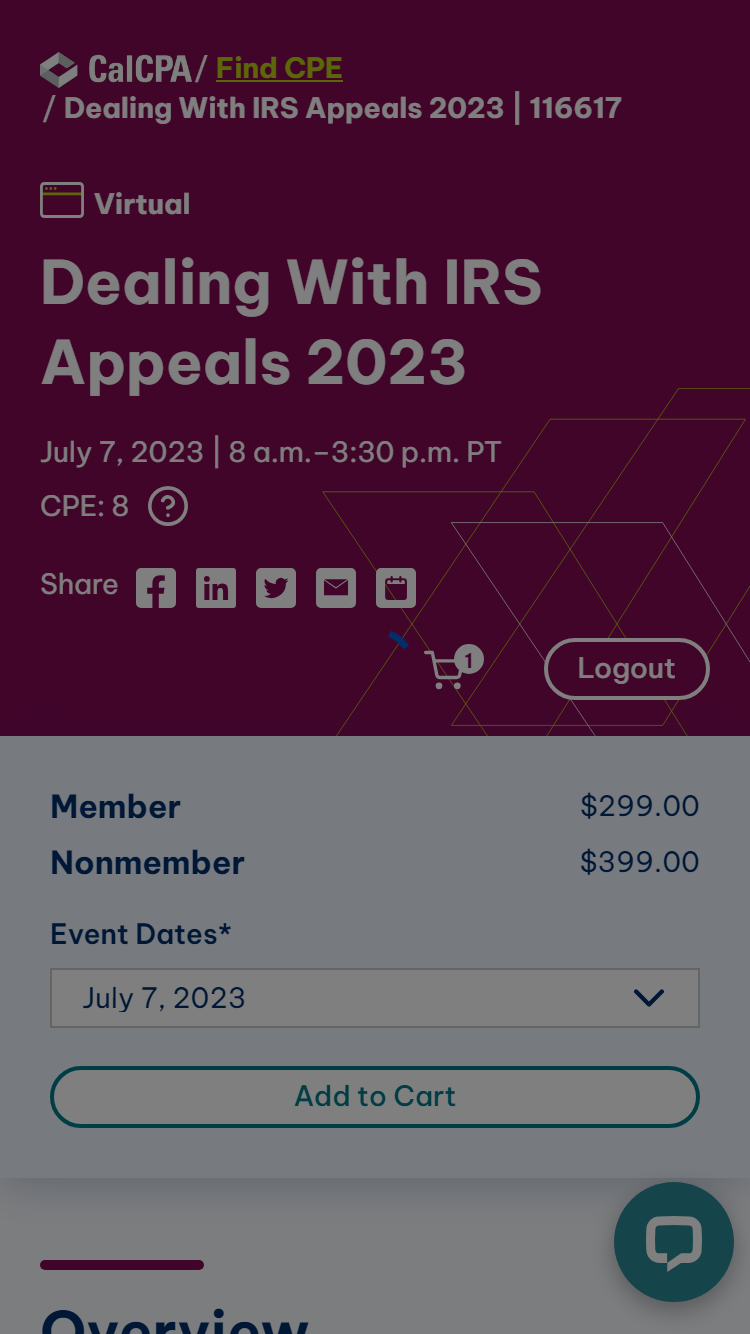 CalCPA / Find CPE
/ Dealing With IRS Appeals 2023 | 116617
Virtual
Dealing With IRS
Appeals 2023
July 7, 2023 | 8 a.m.–3:30 p.m. PT
CPE: 8 ?
Share
1
Logout
Member $299.00
Nonmember $399.00
Event Dates*
July 7, 2023
Add to Cart
Overview